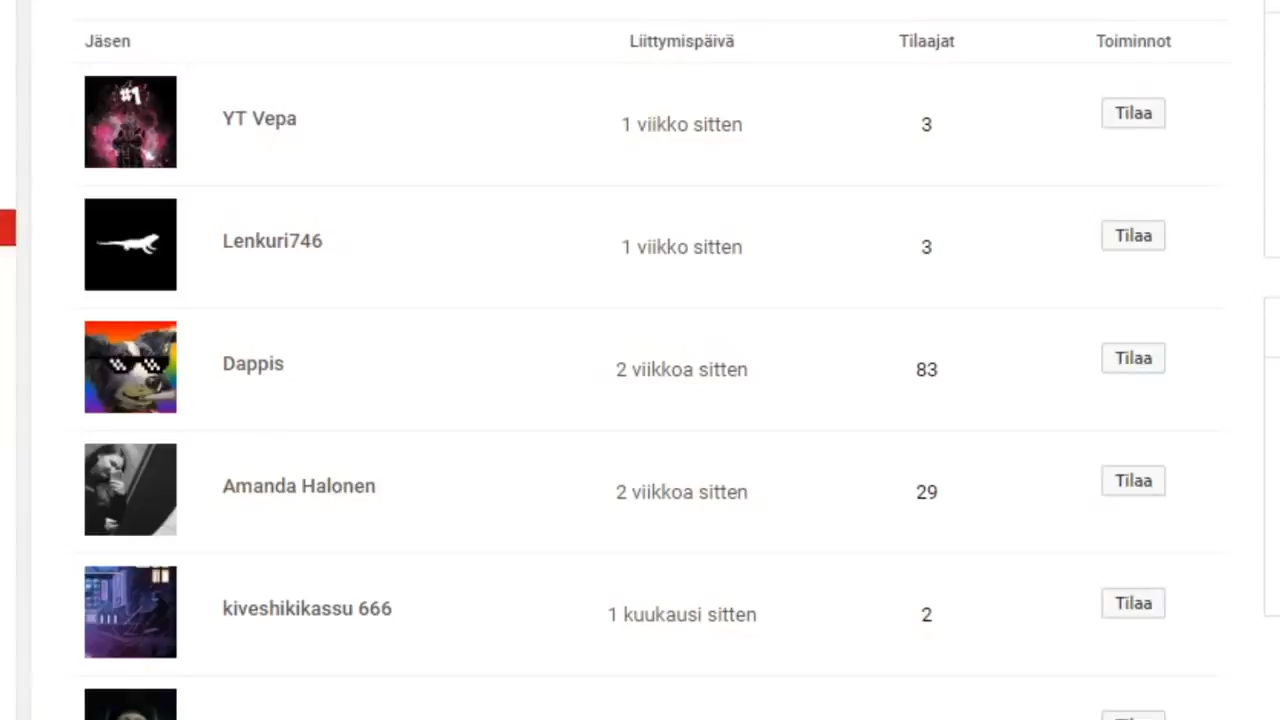 Jäsen Liittymispäivä Tilaajat Toiminnot
#1
YT Vepa 1 viikko sitten 3 Tilaa
Lenkuri746 1 viikko sitten 3 Tilaa
Dappis 2 viikkoa sitten 83 Tilaa
Amanda Halonen 2 viikkoa sitten 29 Tilaa
kiveshikikassu 666 1 kuukausi sitten 2 Tilaa